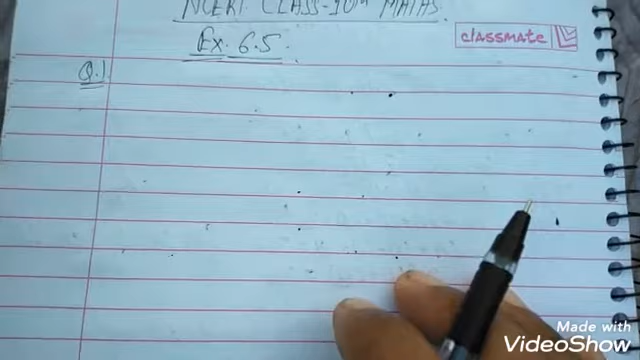 NCERT CLASS-10th MATHS.
Ex. 6.5.
classmate
Q.1
Made with
VideoShow